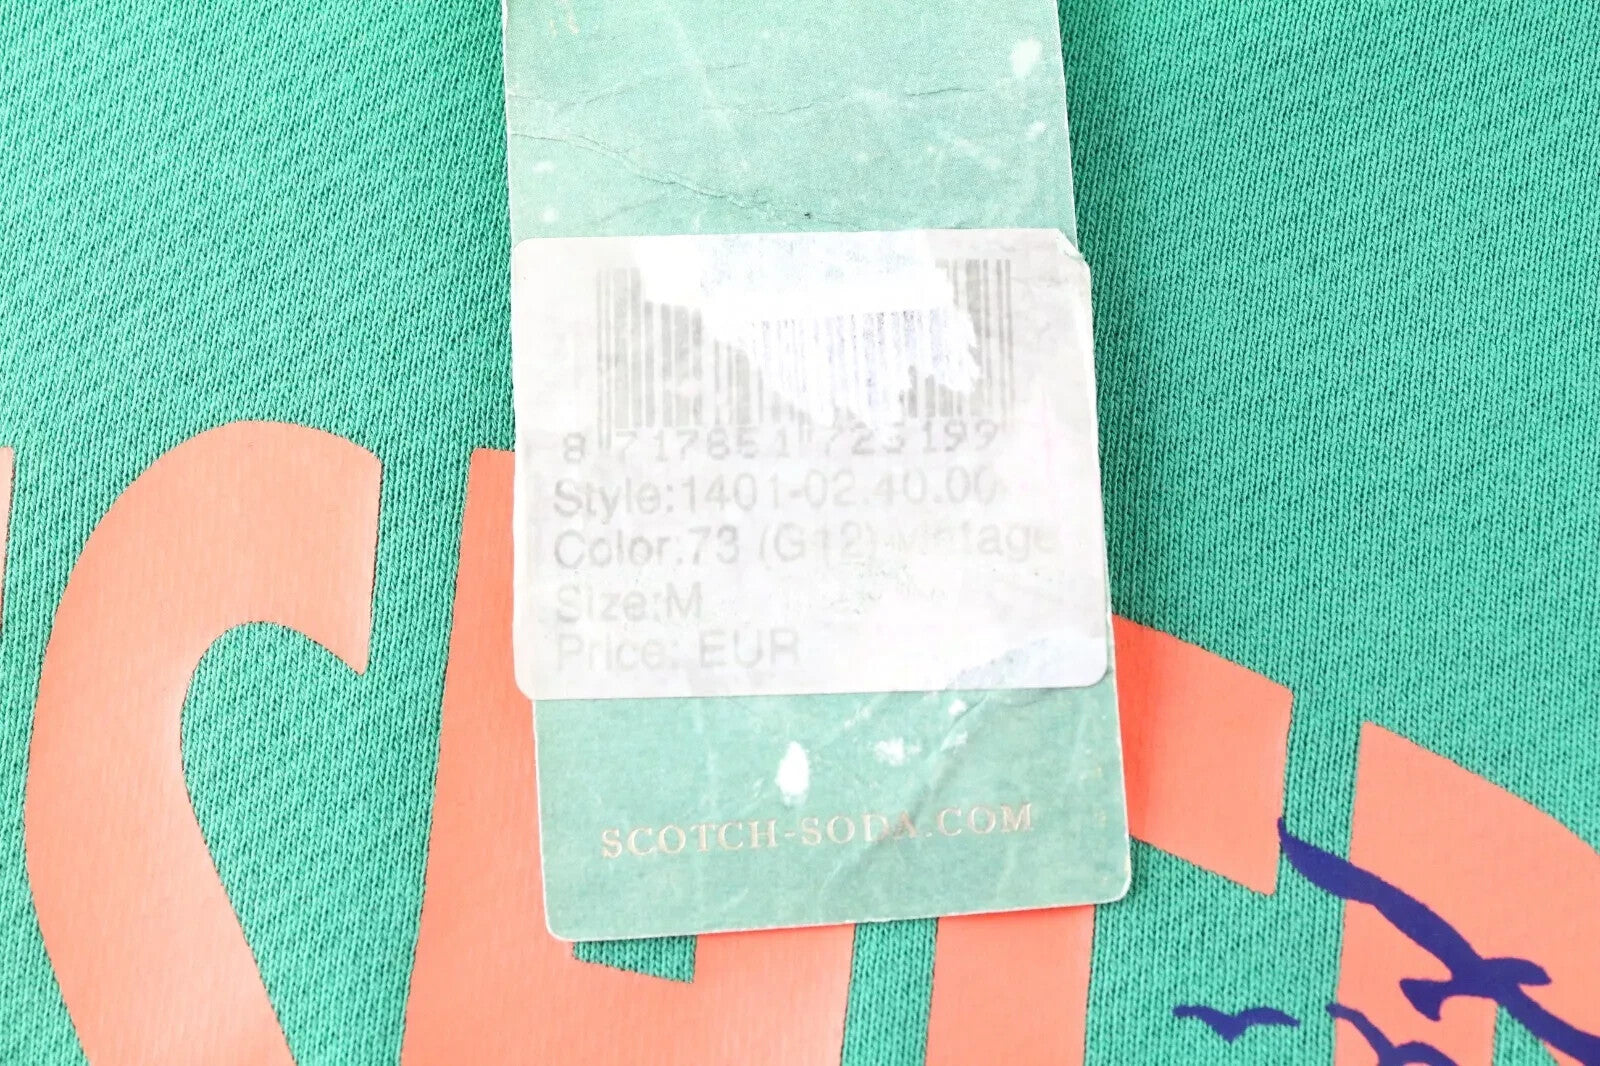 8 717851 723199
Style:1401-02.40.00
Color:73 (G12)-vintage
Size:M
Price: EUR
SCOTCH-SODA.COM